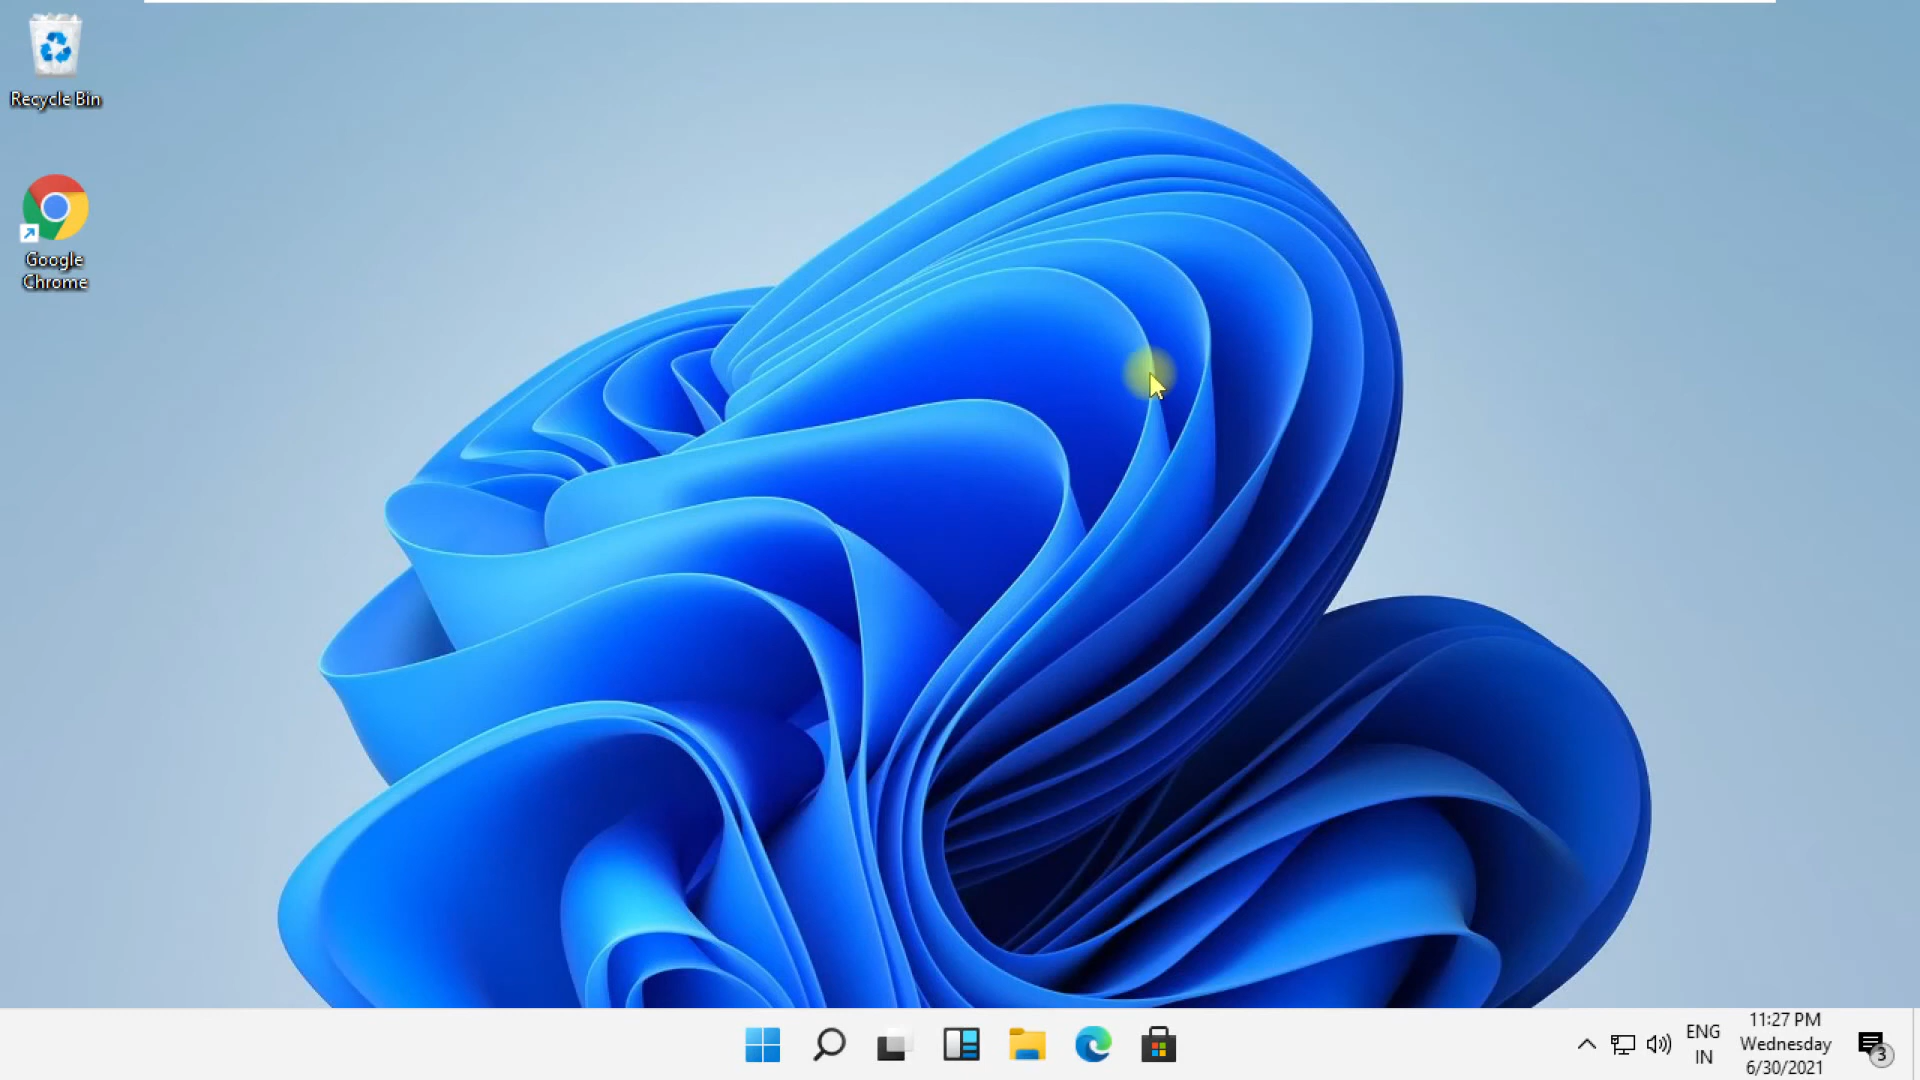 Recycle Bin
Google
Chrome
ENG
IN
11:27 PM
Wednesday
6/30/2021
3